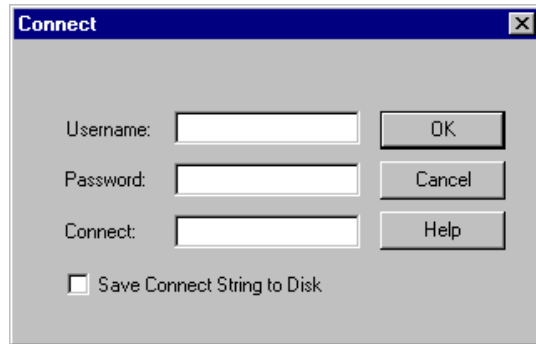 Connect
Username:
OK
Password:
Cancel
Connect:
Help
Save Connect String to Disk